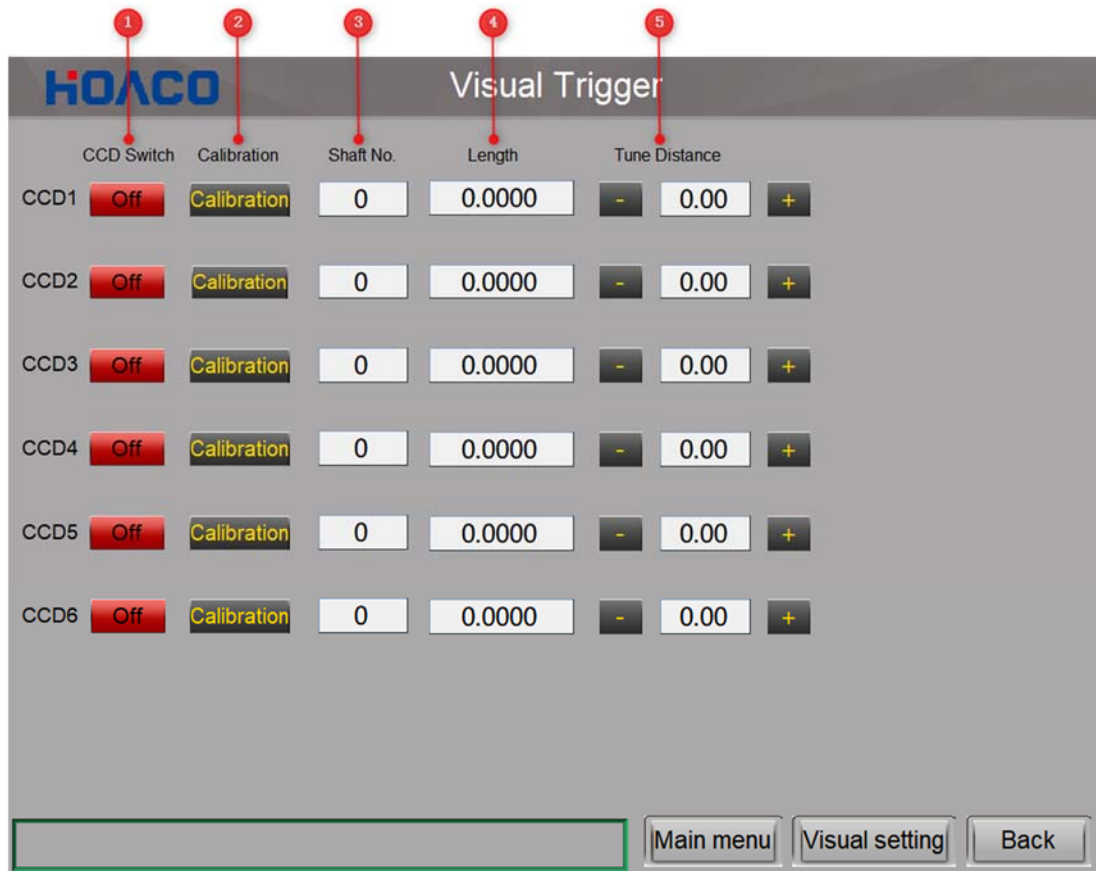 1 2 3 4 5
HOACO Visual Trigger
CCD Switch Calibration Shaft No. Length Tune Distance
CCD1 Off Calibration 0 0.0000 - 0.00 +
CCD2 Off Calibration 0 0.0000 - 0.00 +
CCD3 Off Calibration 0 0.0000 - 0.00 +
CCD4 Off Calibration 0 0.0000 - 0.00 +
CCD5 Off Calibration 0 0.0000 - 0.00 +
CCD6 Off Calibration 0 0.0000 - 0.00 +
Main menu Visual setting Back